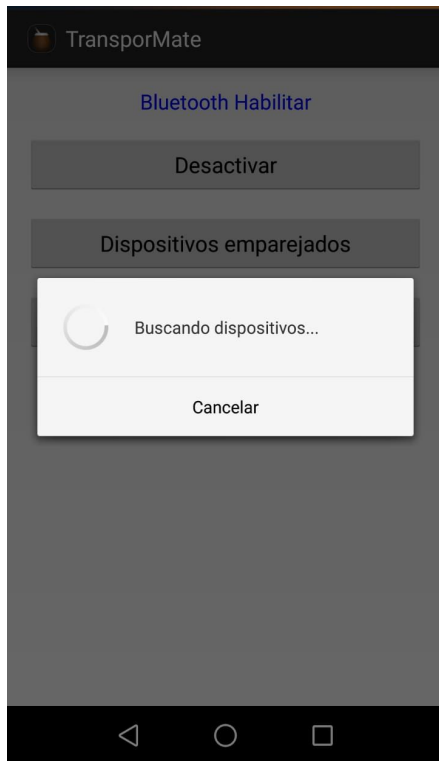 TransporMate
Bluetooth Habilitar
Desactivar
Dispositivos emparejados
Buscando dispositivos...
Cancelar